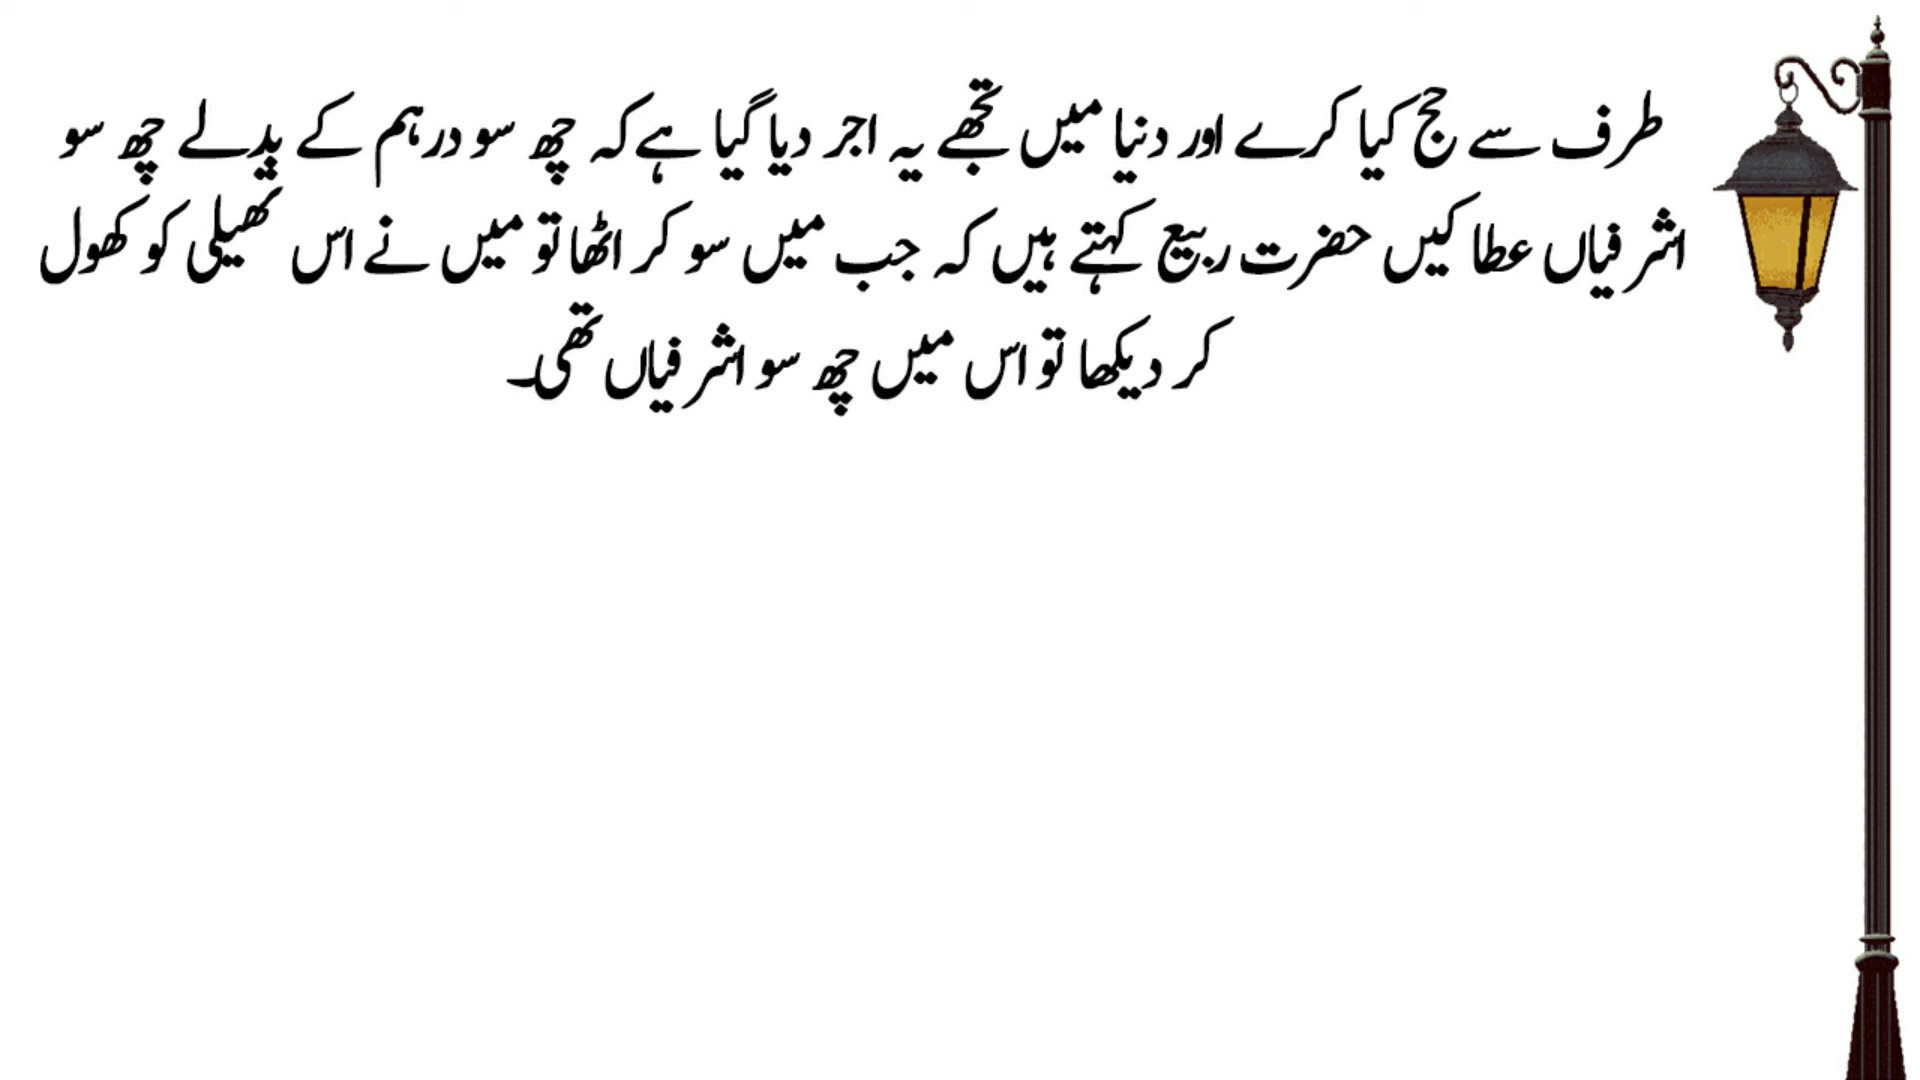 طرف سے حج کیا کرے اور دنیا میں تجھے یہ اجر دیا گیا ہے کہ چھ سو درہم کے بدلے چھ سو
اشرفیاں عطا کیں حضرت ربیع کہتے ہیں کہ جب میں سو کر اٹھا تو میں نے اس تھیلی کو کھول
کر دیکھا تو اس میں چھ سو اشرفیاں تھی۔